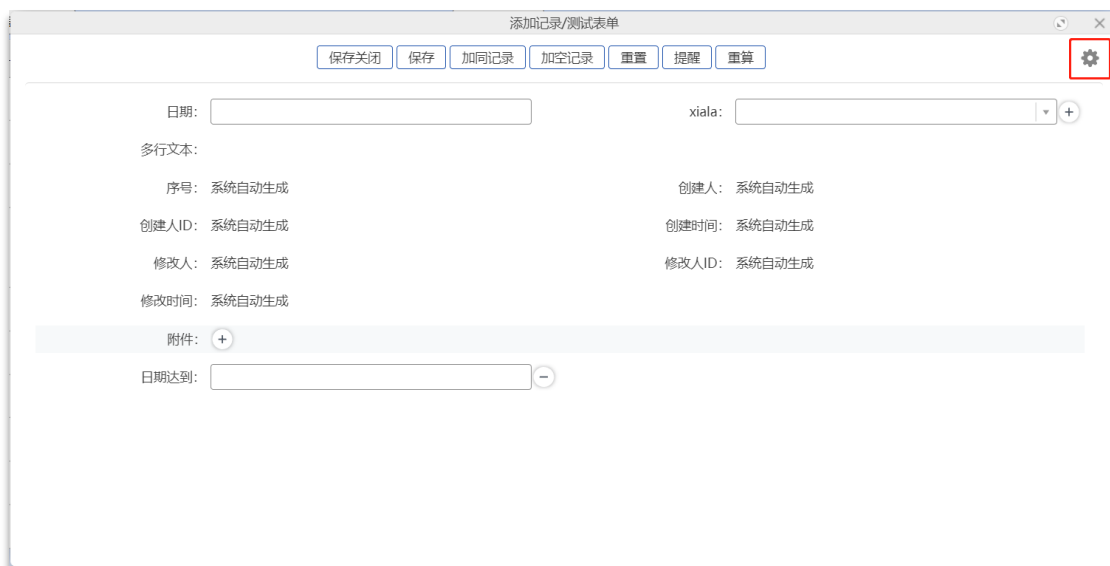 添加记录/测试表单
保存关闭 保存 加同记录 加空记录 重置 提醒 重算
日期: xiala:
多行文本:
序号: 系统自动生成 创建人: 系统自动生成
创建人ID: 系统自动生成 创建时间: 系统自动生成
修改人: 系统自动生成 修改人ID: 系统自动生成
修改时间: 系统自动生成
附件:
日期达到: